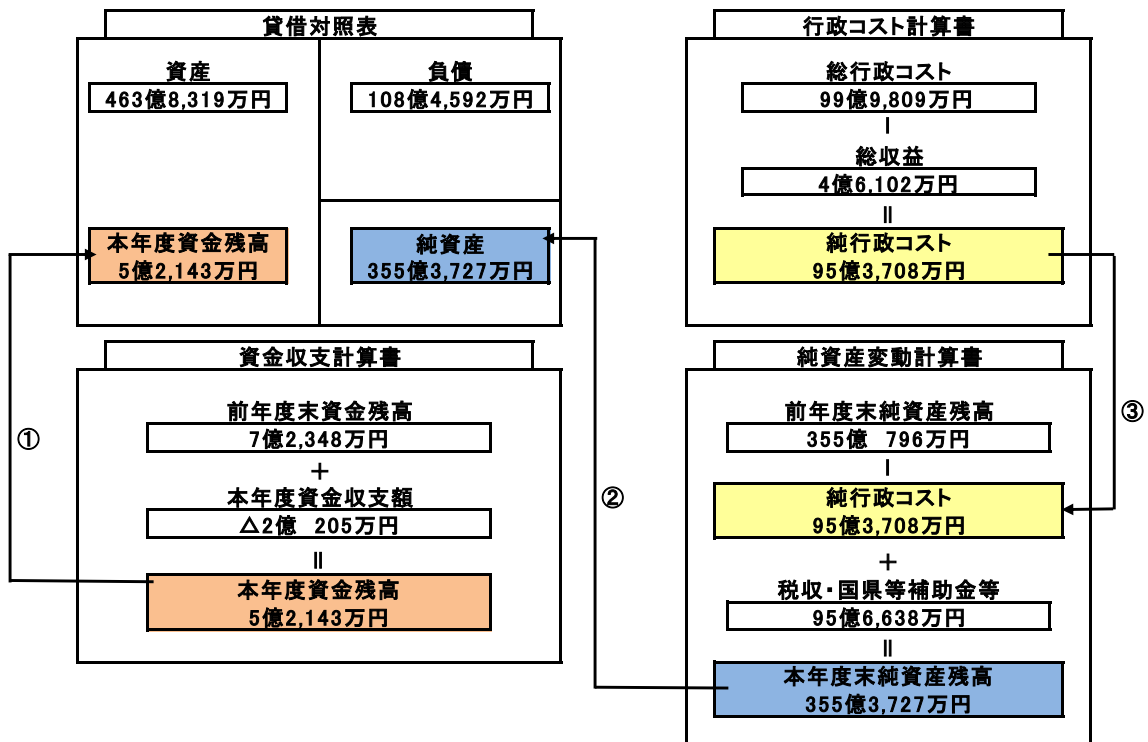 貸借対照表
資産
463億8,319万円
負債
108億4,592万円
本年度資金残高
5億2,143万円
純資産
355億3,727万円
行政コスト計算書
総行政コスト
99億9,809万円
－
総収益
4億6,102万円
＝
純行政コスト
95億3,708万円
資金収支計算書
前年度末資金残高
7億2,348万円
＋
本年度資金収支額
△2億 205万円
＝
本年度資金残高
5億2,143万円
純資産変動計算書
前年度末純資産残高
355億 796万円
－
純行政コスト
95億3,708万円
＋
税収・国県等補助金等
95億6,638万円
＝
本年度末純資産残高
355億3,727万円
①
②
③